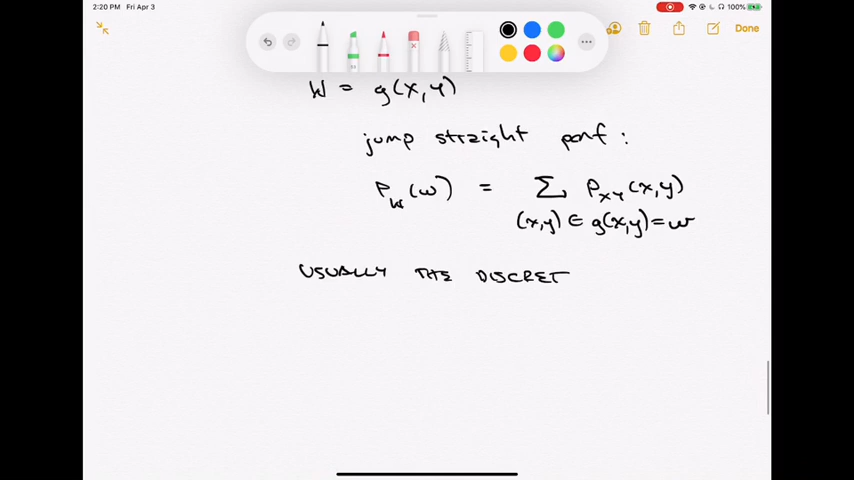 2:20 PM Fri Apr 3
100%
Done
W = g(X,Y)
jump straight pmf :
P_W(w) = Σ P_XY(x,y)
(x,y) ∈ g(x,y)=w
USUALLY THE DISCRET